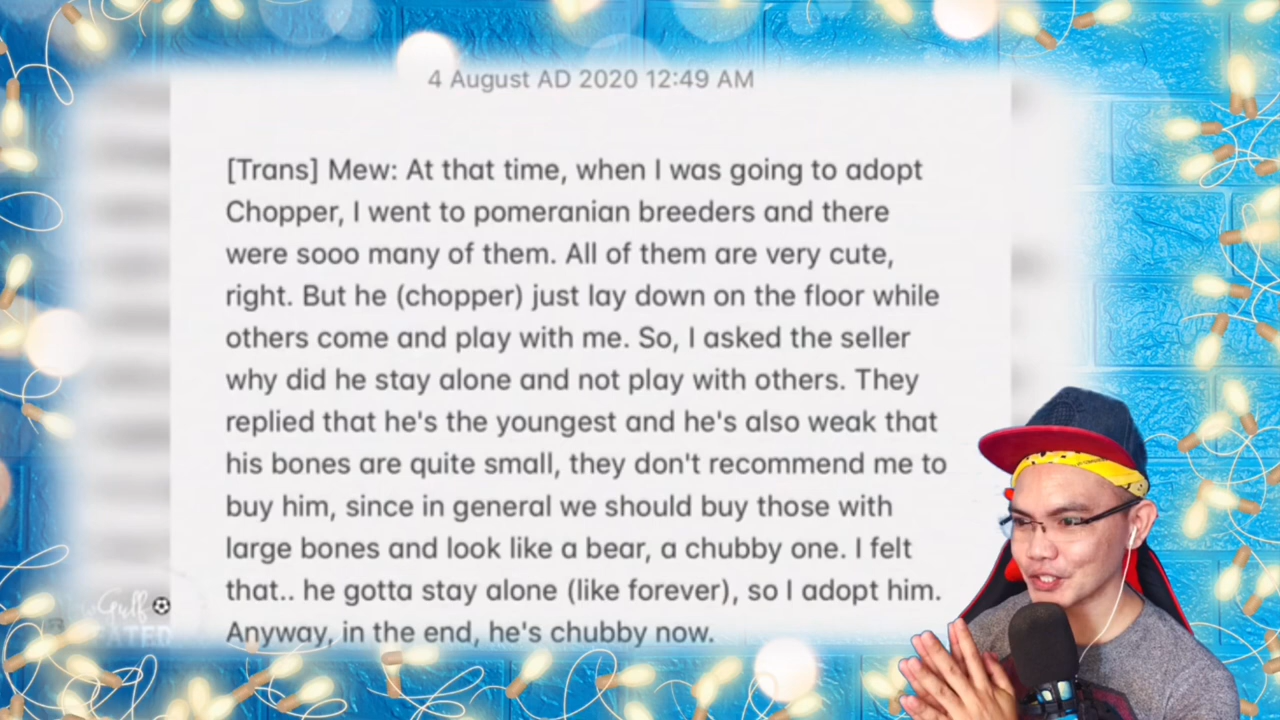 4 August AD 2020 12:49 AM
[Trans] Mew: At that time, when I was going to adopt
Chopper, I went to pomeranian breeders and there
were sooo many of them. All of them are very cute,
right. But he (chopper) just lay down on the floor while
others come and play with me. So, I asked the seller
why did he stay alone and not play with others. They
replied that he's the youngest and he's also weak that
his bones are quite small, they don't recommend me to
buy him, since in general we should buy those with
large bones and look like a bear, a chubby one. I felt
that.. he gotta stay alone (like forever), so I adopt him.
Anyway, in the end, he's chubby now.
Gulf